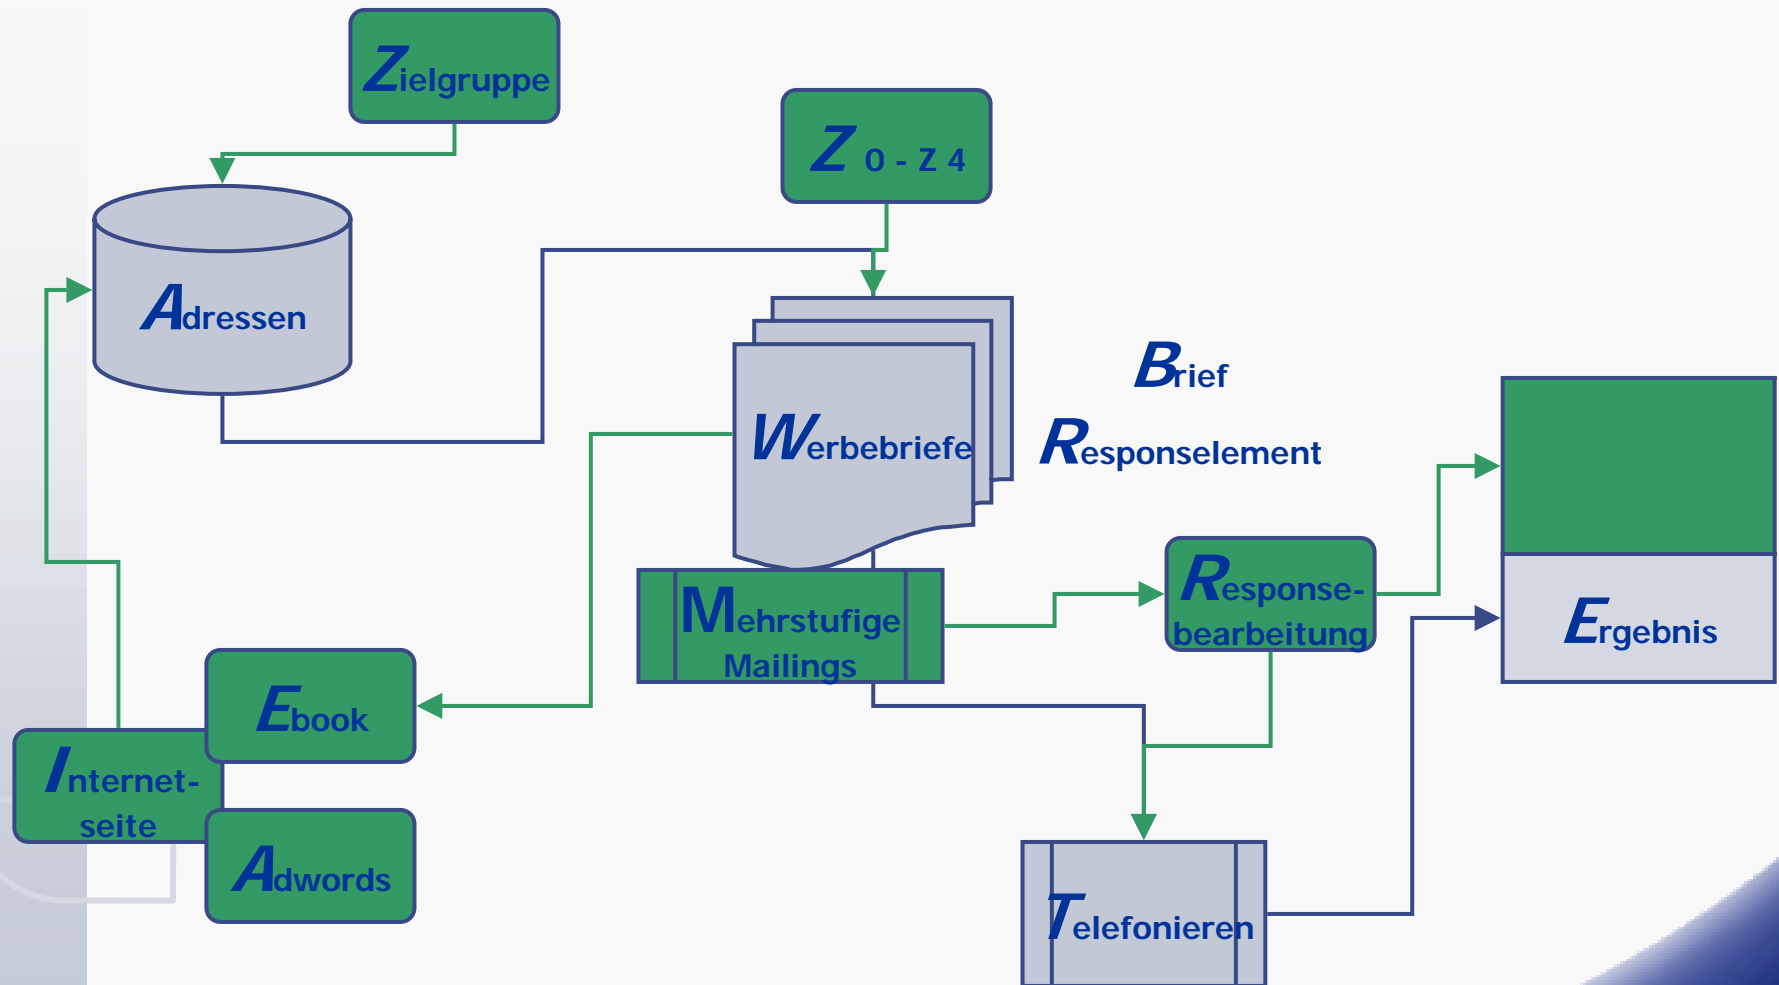 Zielgruppe
Z 0 - Z 4
Adressen
Brief
Werbebriefe
Responselement
Mehrstufige
Mailings
Response-
bearbeitung
Ergebnis
Ebook
Internet-
seite
Adwords
Telefonieren